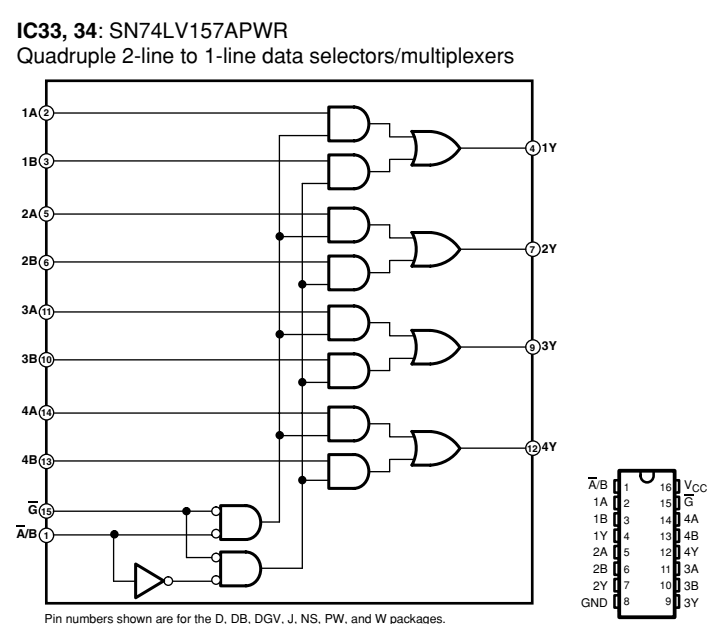 IC33, 34: SN74LV157APWR
Quadruple 2-line to 1-line data selectors/multiplexers
1A 2
4 1Y
1B 3
2A 5
7 2Y
2B 6
3A 11
9 3Y
3B 10
4A 14
12 4Y
4B 13
G̅ 15
A̅/B 1
A̅/B 1 16 VCC
1A 2 15 G̅
1B 3 14 4A
1Y 4 13 4B
2A 5 12 4Y
2B 6 11 3A
2Y 7 10 3B
GND 8 9 3Y
Pin numbers shown are for the D, DB, DGV, J, NS, PW, and W packages.